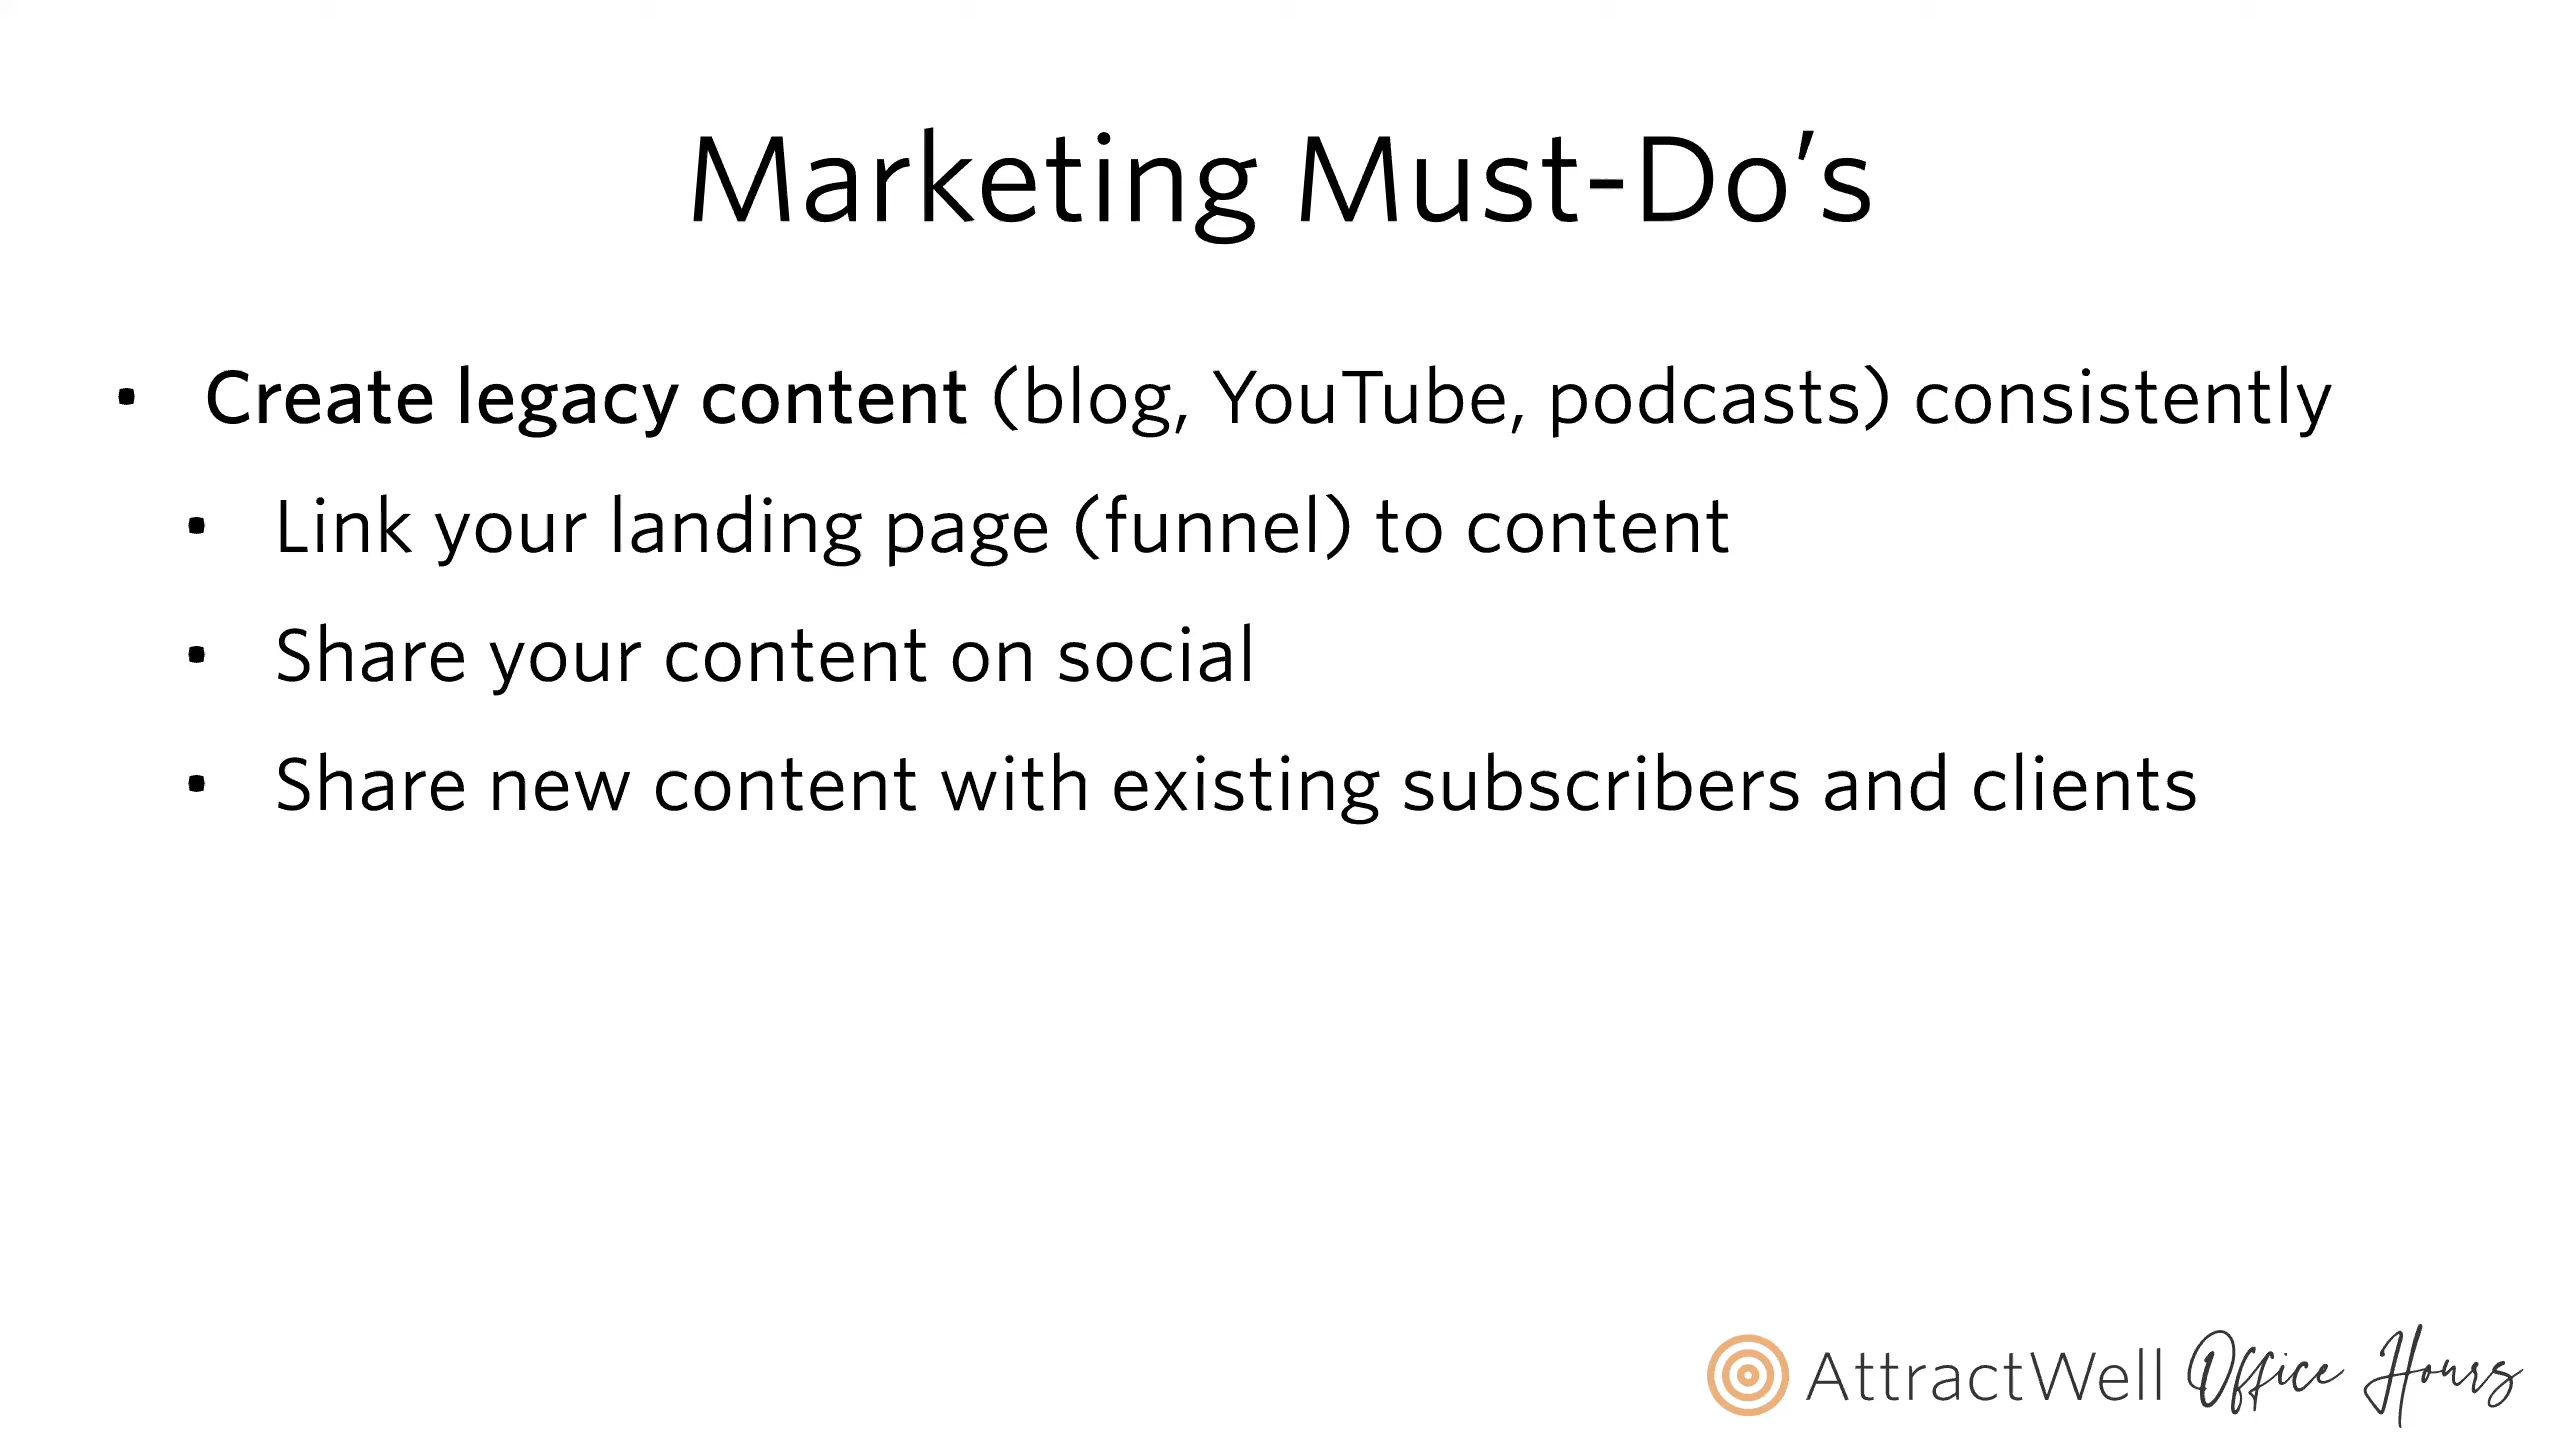 Marketing Must-Do’s
• Create legacy content (blog, YouTube, podcasts) consistently
• Link your landing page (funnel) to content
• Share your content on social
• Share new content with existing subscribers and clients
AttractWell Office Hours